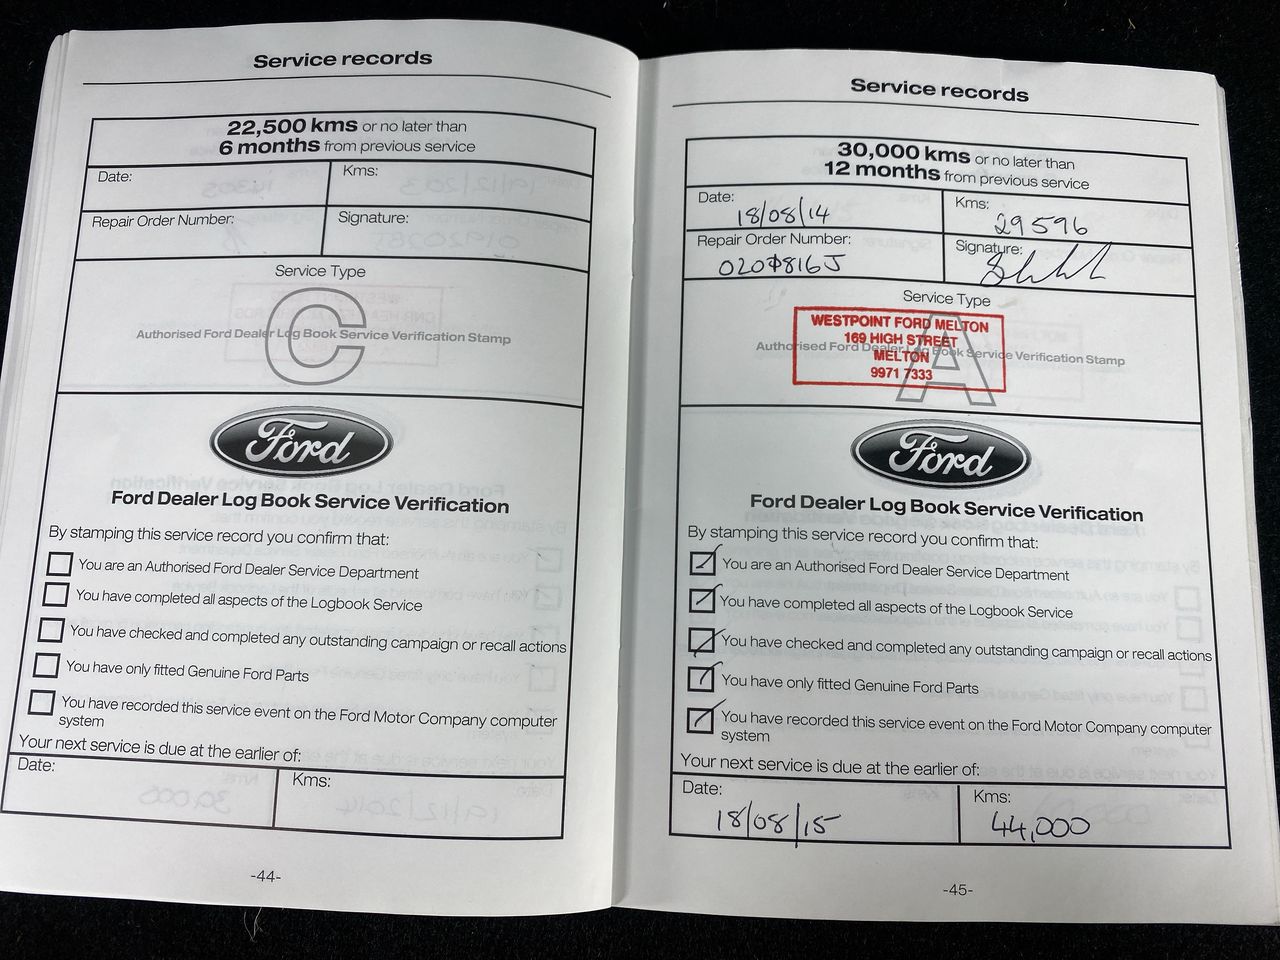 Service records
22,500 kms or no later than
6 months from previous service
Date:
Kms:
Repair Order Number:
Signature:
Service Type
C
Authorised Ford Dealer Log Book Service Verification Stamp
Ford
Ford Dealer Log Book Service Verification
By stamping this service record you confirm that:
You are an Authorised Ford Dealer Service Department
You have completed all aspects of the Logbook Service
You have checked and completed any outstanding campaign or recall actions
You have only fitted Genuine Ford Parts
You have recorded this service event on the Ford Motor Company computer
system
Your next service is due at the earlier of:
Date:
Kms:
-44-
Service records
30,000 kms or no later than
12 months from previous service
Date:
18/08/14
Kms:
29596
Repair Order Number:
Signature:
Service Type
WESTPOINT FORD MELTON
169 HIGH STREET
MELTON
9971 7333
A
Authorised Ford Dealer Log Book Service Verification Stamp
Ford
Ford Dealer Log Book Service Verification
By stamping this service record you confirm that:
You are an Authorised Ford Dealer Service Department
You have completed all aspects of the Logbook Service
You have checked and completed any outstanding campaign or recall actions
You have only fitted Genuine Ford Parts
You have recorded this service event on the Ford Motor Company computer
system
Your next service is due at the earlier of:
Date:
18/08/15
Kms:
44,000
-45-